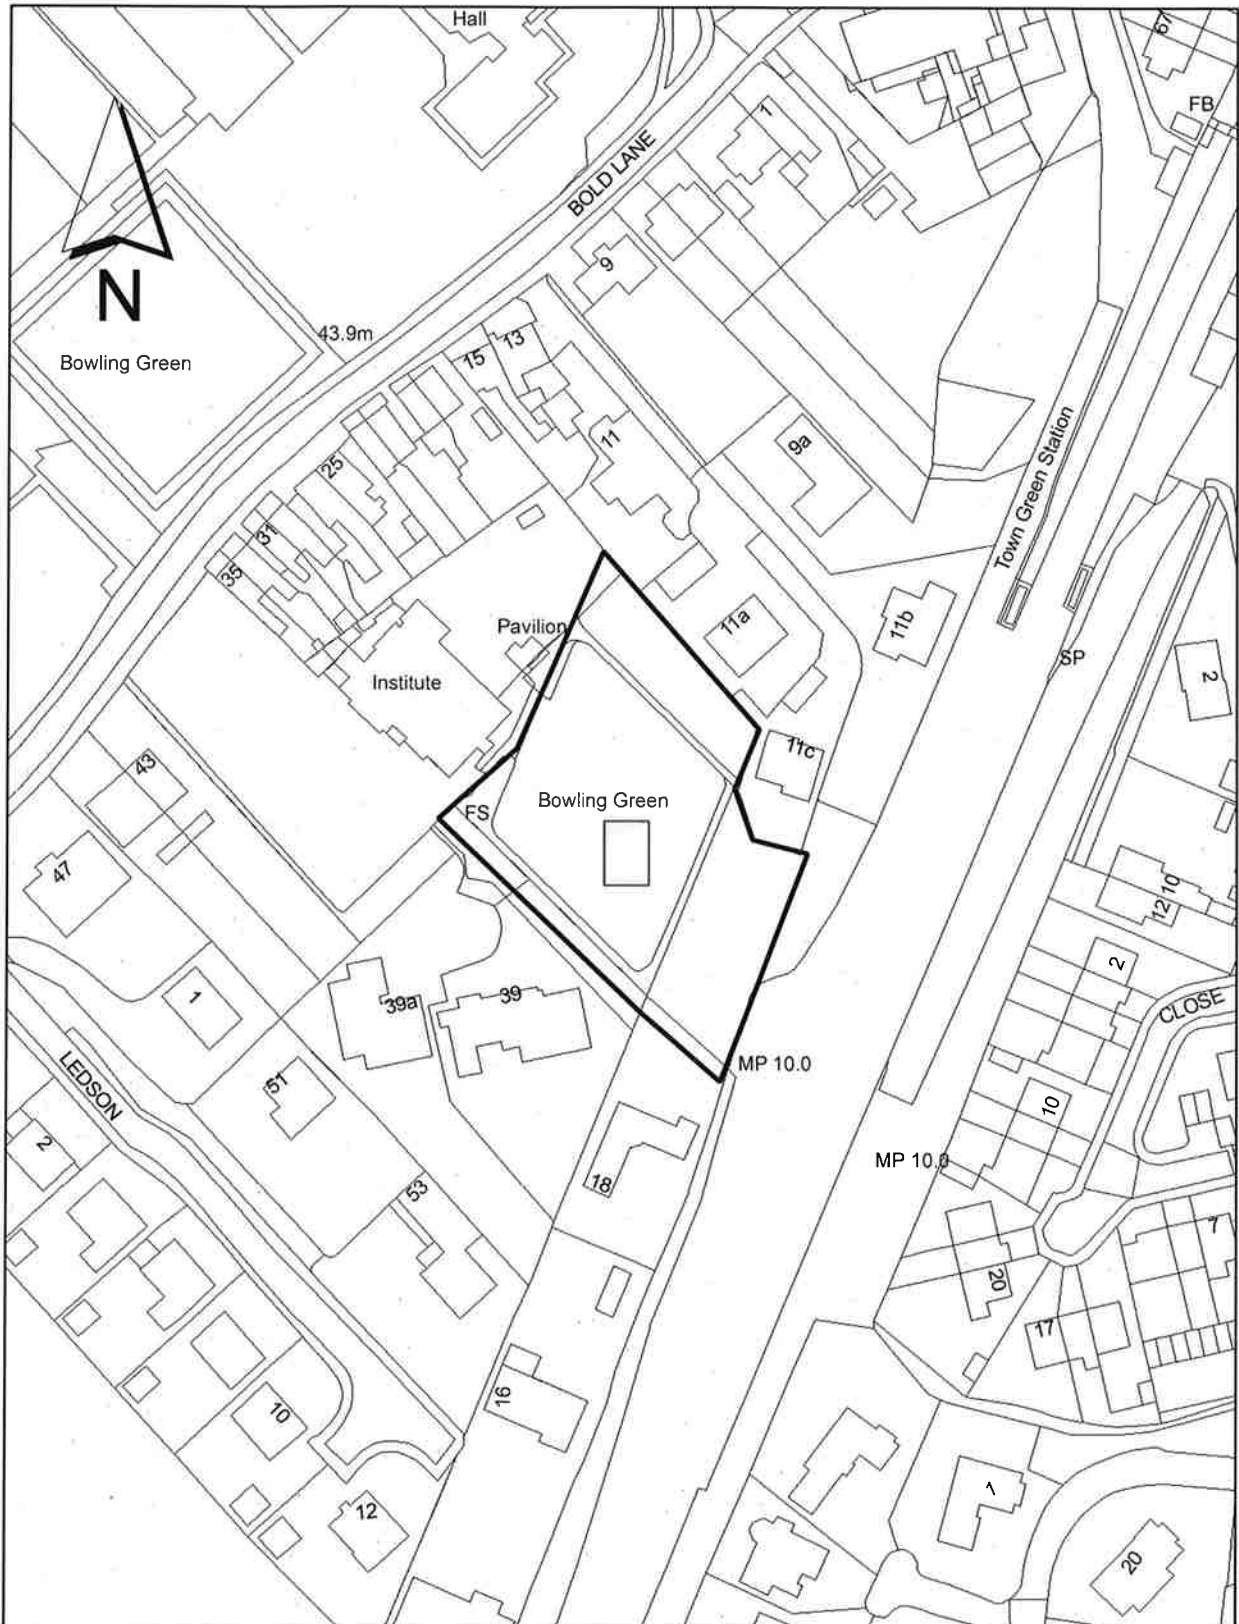 Hall
67
FB
1
BOLD LANE
N
9
43.9m
Bowling Green
13
15
11
9a
25
Town Green Station
31
35
11a
11b
Pavilion
SP
Institute
2
11c
43
Bowling Green
FS
47
10
12
2
39a
39
1
CLOSE
LEDSON
51
MP 10.0
10
2
MP 10.0
18
53
7
20
17
16
10
1
12
20